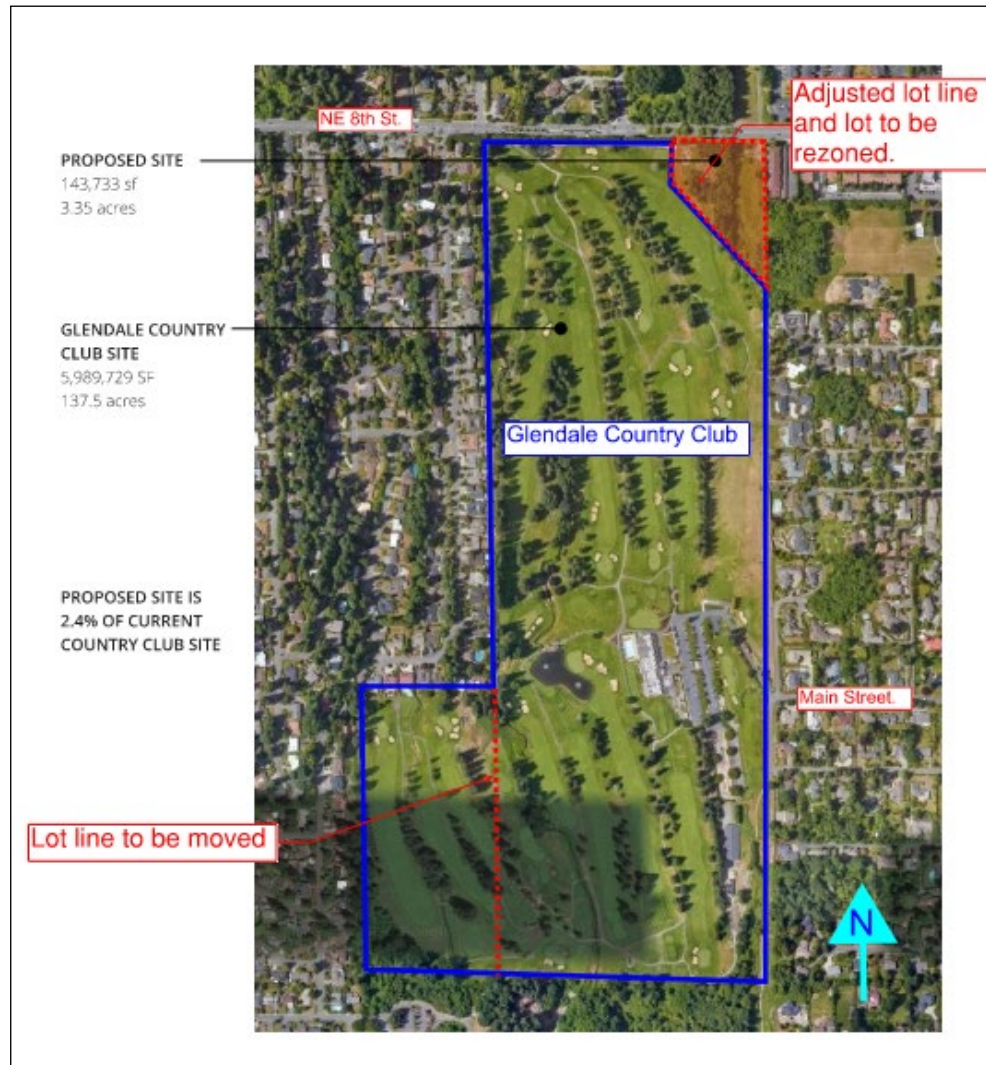 NE 8th St.
Adjusted lot line
and lot to be
rezoned.
PROPOSED SITE
143,733 sf
3.35 acres
GLENDALE COUNTRY
CLUB SITE
5,989,729 SF
137.5 acres
Glendale Country Club
PROPOSED SITE IS
2.4% OF CURRENT
COUNTRY CLUB SITE
Main Street.
Lot line to be moved
N